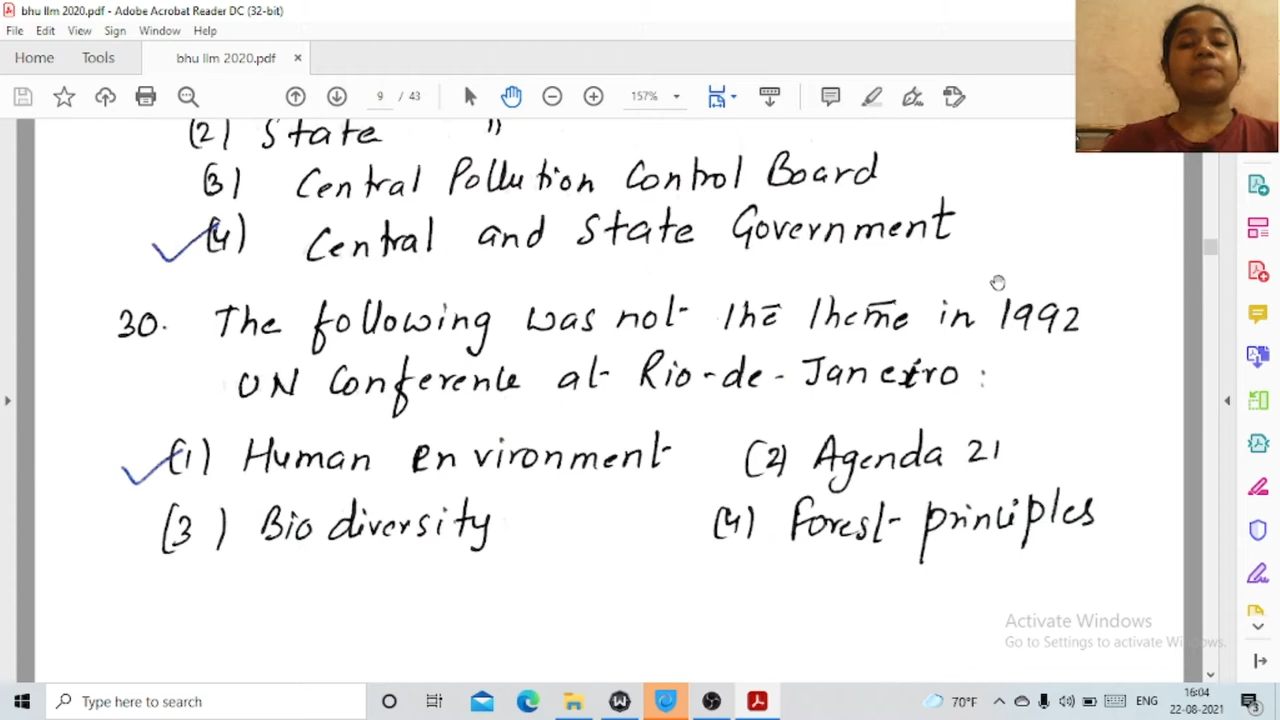 bhu llm 2020.pdf - Adobe Acrobat Reader DC (32-bit)
File Edit View Sign Window Help
Home Tools bhu llm 2020.pdf ×
9 / 43 157%
(2) State "
(3) Central Pollution Control Board
(4) Central and State Government
30. The following was not the theme in 1992
UN Conference at Rio-de-Janeiro :
(1) Human environment (2) Agenda 21
(3) Biodiversity (4) Forest principles
Activate Windows
Go to Settings to activate Windows.
Type here to search 70°F ENG 16:04
22-08-2021 3